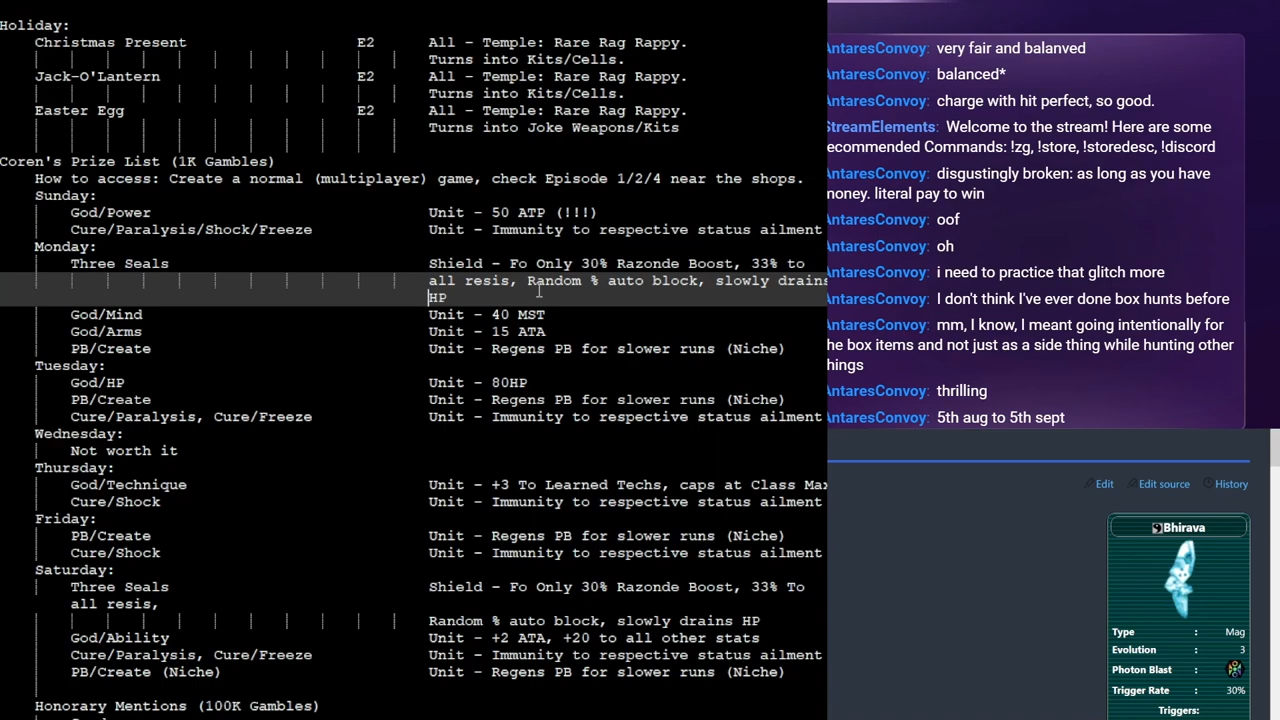 Holiday:
Christmas Present E2 All - Temple: Rare Rag Rappy.
Turns into Kits/Cells.
Jack-O'Lantern E2 All - Temple: Rare Rag Rappy.
Turns into Kits/Cells.
Easter Egg E2 All - Temple: Rare Rag Rappy.
Turns into Joke Weapons/Kits
Coren's Prize List (1K Gambles)
How to access: Create a normal (multiplayer) game, check Episode 1/2/4 near the shops.
Sunday:
God/Power Unit - 50 ATP (!!!)
Cure/Paralysis/Shock/Freeze Unit - Immunity to respective status ailment
Monday:
Three Seals Shield - Fo Only 30% Razonde Boost, 33% to
all resis, Random % auto block, slowly drains
HP
God/Mind Unit - 40 MST
God/Arms Unit - 15 ATA
PB/Create Unit - Regens PB for slower runs (Niche)
Tuesday:
God/HP Unit - 80HP
PB/Create Unit - Regens PB for slower runs (Niche)
Cure/Paralysis, Cure/Freeze Unit - Immunity to respective status ailment
Wednesday:
Not worth it
Thursday:
God/Technique Unit - +3 To Learned Techs, caps at Class Max
Cure/Shock Unit - Immunity to respective status ailment
Friday:
PB/Create Unit - Regens PB for slower runs (Niche)
Cure/Shock Unit - Immunity to respective status ailment
Saturday:
Three Seals Shield - Fo Only 30% Razonde Boost, 33% To
all resis,
Random % auto block, slowly drains HP
God/Ability Unit - +2 ATA, +20 to all other stats
Cure/Paralysis, Cure/Freeze Unit - Immunity to respective status ailment
PB/Create (Niche) Unit - Regens PB for slower runs (Niche)
Honorary Mentions (100K Gambles)
AntaresConvoy: very fair and balanved
AntaresConvoy: balanced*
AntaresConvoy: charge with hit perfect, so good.
StreamElements: Welcome to the stream! Here are some
ecommended Commands: !zg, !store, !storedesc, !discord
AntaresConvoy: disgustingly broken: as long as you have
money. literal pay to win
AntaresConvoy: oof
AntaresConvoy: oh
AntaresConvoy: i need to practice that glitch more
AntaresConvoy: I don't think I've ever done box hunts before
AntaresConvoy: mm, I know, I meant going intentionally for
he box items and not just as a side thing while hunting other
hings
AntaresConvoy: thrilling
AntaresConvoy: 5th aug to 5th sept
Edit Edit source History
Bhirava
Type : Mag
Evolution : 3
Photon Blast :
Trigger Rate : 30%
Triggers: